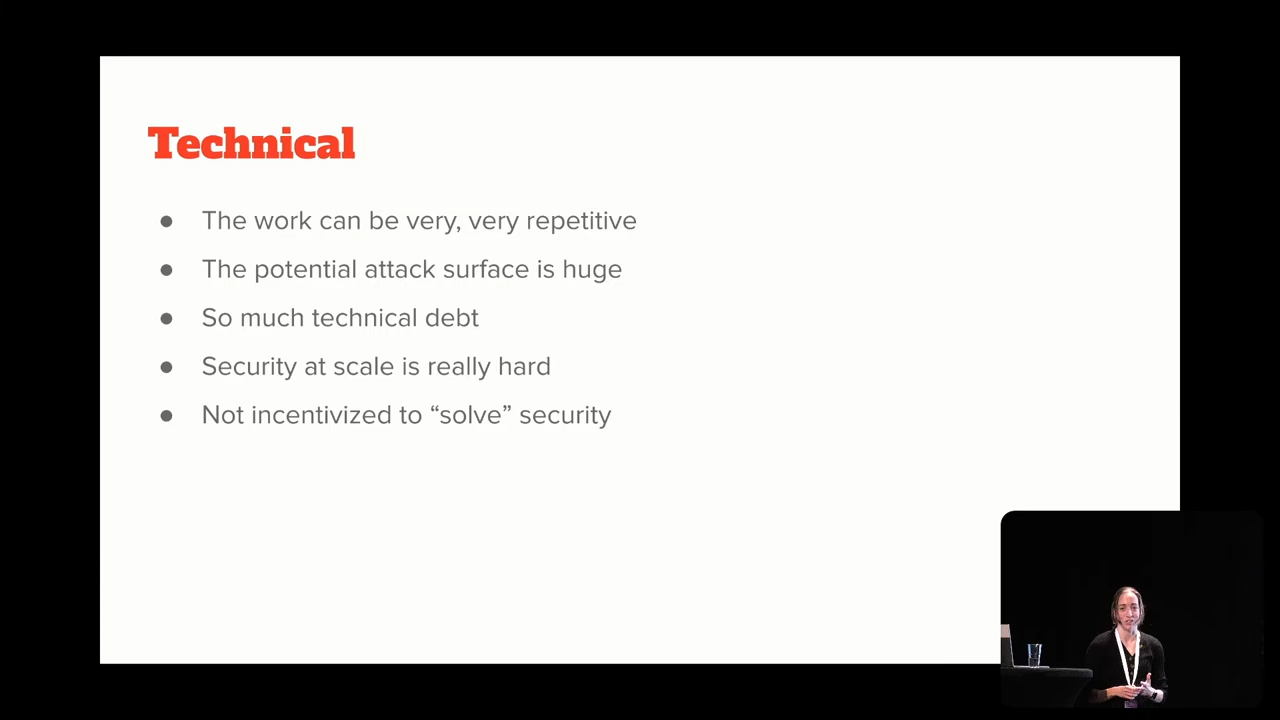 Technical
● The work can be very, very repetitive
● The potential attack surface is huge
● So much technical debt
● Security at scale is really hard
● Not incentivized to “solve” security